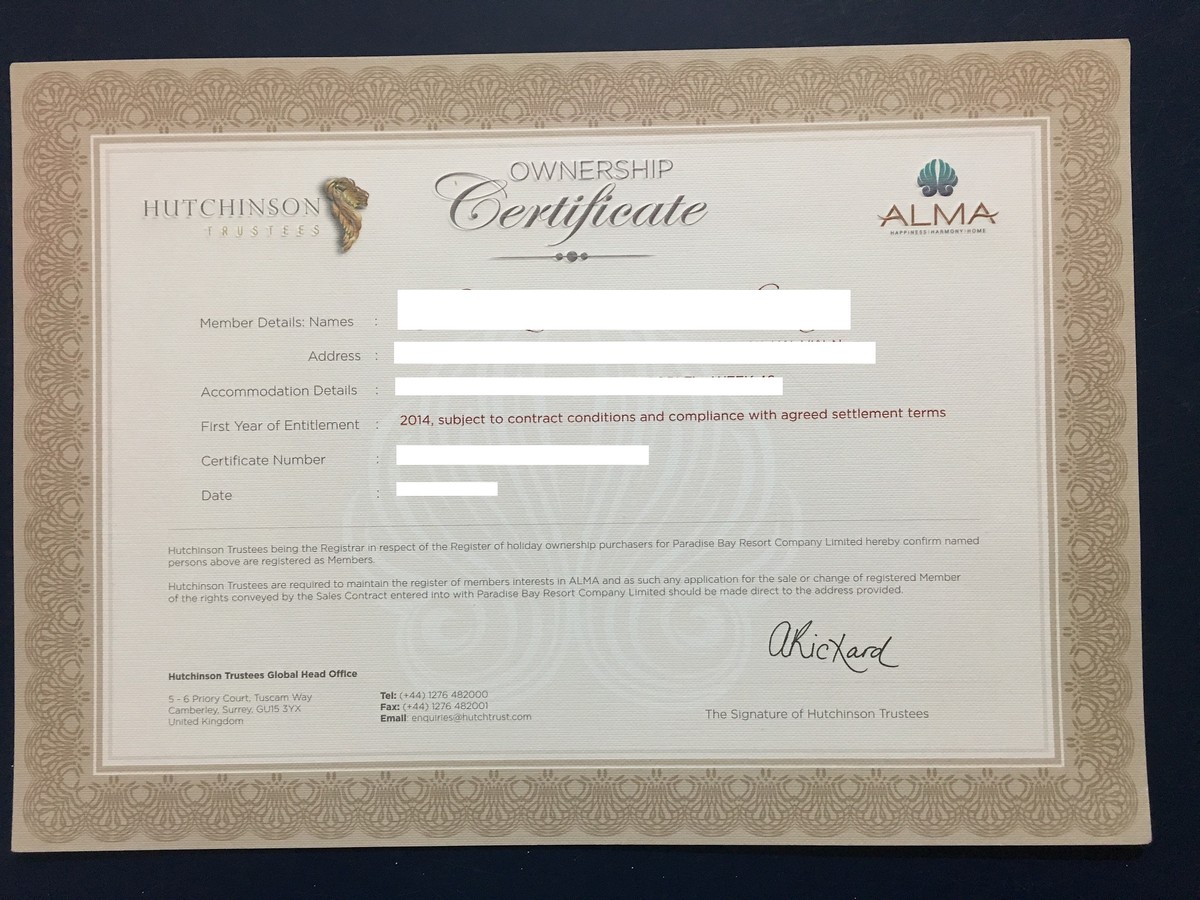 HUTCHINSON
TRUSTEES
OWNERSHIP
Certificate
ALMA
HAPPINESS|HARMONY|HOME
Member Details: Names :
Address :
Accommodation Details :
First Year of Entitlement : 2014, subject to contract conditions and compliance with agreed settlement terms
Certificate Number :
Date :
Hutchinson Trustees being the Registrar in respect of the Register of holiday ownership purchasers for Paradise Bay Resort Company Limited hereby confirm named
persons above are registered as Members.
Hutchinson Trustees are required to maintain the register of members interests in ALMA and as such any application for the sale or change of registered Member
of the rights conveyed by the Sales Contract entered into with Paradise Bay Resort Company Limited should be made direct to the address provided.
ARickard
The Signature of Hutchinson Trustees
Hutchinson Trustees Global Head Office
5 - 6 Priory Court, Tuscam Way
Camberley, Surrey, GU15 3YX
United Kingdom
Tel: (+44) 1276 482000
Fax: (+44) 1276 482001
Email: enquiries@hutchtrust.com